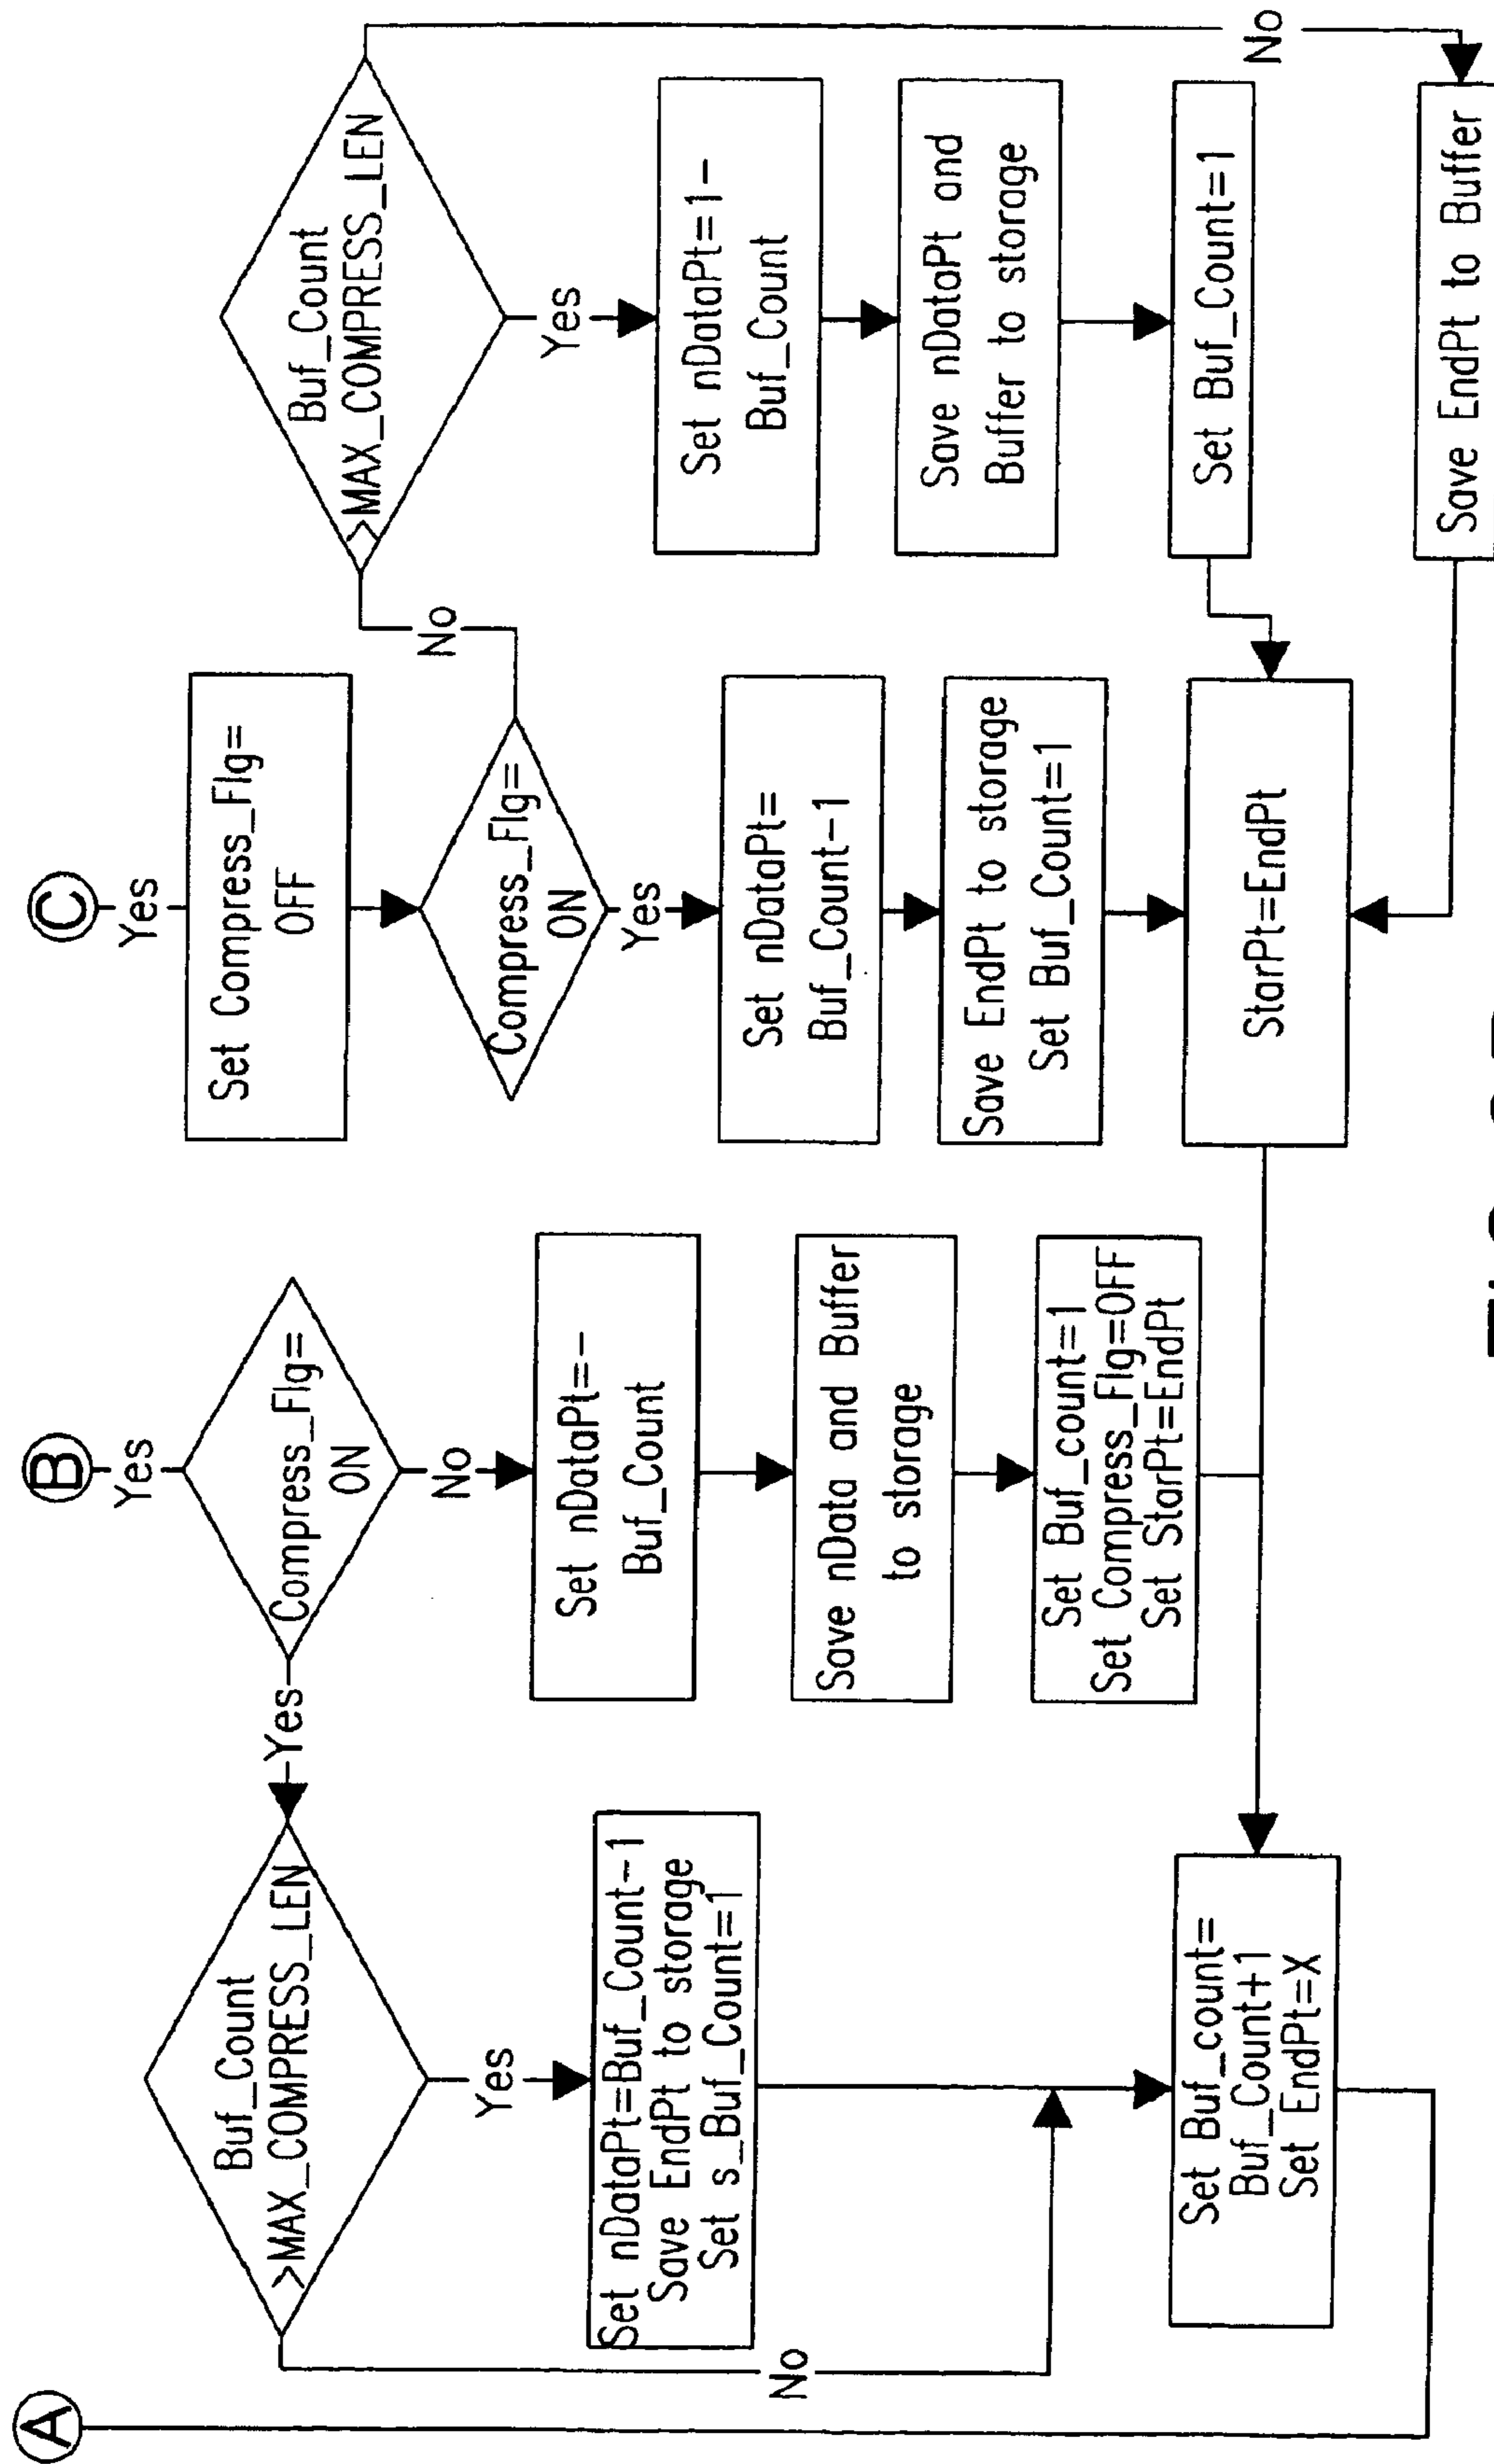 A
B
Yes
C
Yes
Buf_Count
>MAX_COMPRESS_LEN
Yes
No
Set nDataPt=Buf_Count-1
Save EndPt to storage
Set s_Buf_Count=1
Set Buf_count=
Buf_Count+1
Set EndPt=X
Yes
Compress_Flg=
ON
No
Set nDataPt=-
Buf_Count
Save nData and Buffer
to storage
Set Buf_count=1
Set Compress_Flg=OFF
Set StarPt=EndPt
Set Compress_Flg=
OFF
Compress_Flg=
ON
Yes
No
Set nDataPt=
Buf_Count-1
Save EndPt to storage
Set Buf_Count=1
StarPt=EndPt
Buf_Count
>MAX_COMPRESS_LEN
Yes
No
Set nDataPt=1-
Buf_Count
Save nDataPt and
Buffer to storage
Set Buf_Count=1
Save EndPt to Buffer